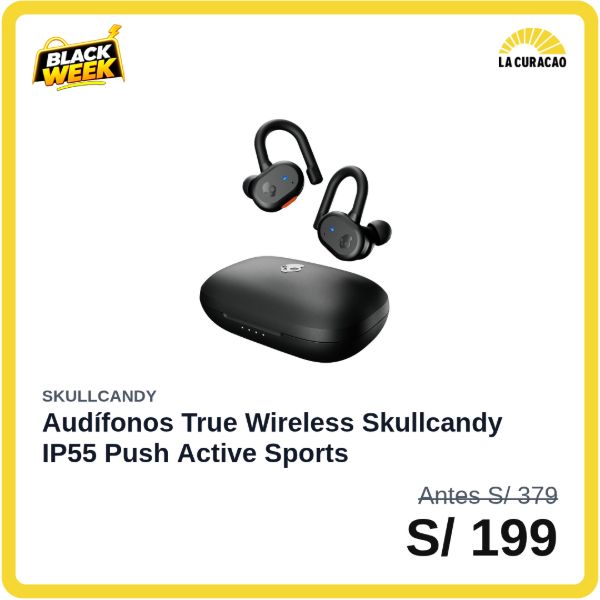 BLACK
WEEK
LA CURACAO
SKULLCANDY
Audífonos True Wireless Skullcandy
IP55 Push Active Sports
Antes S/ 379
S/ 199